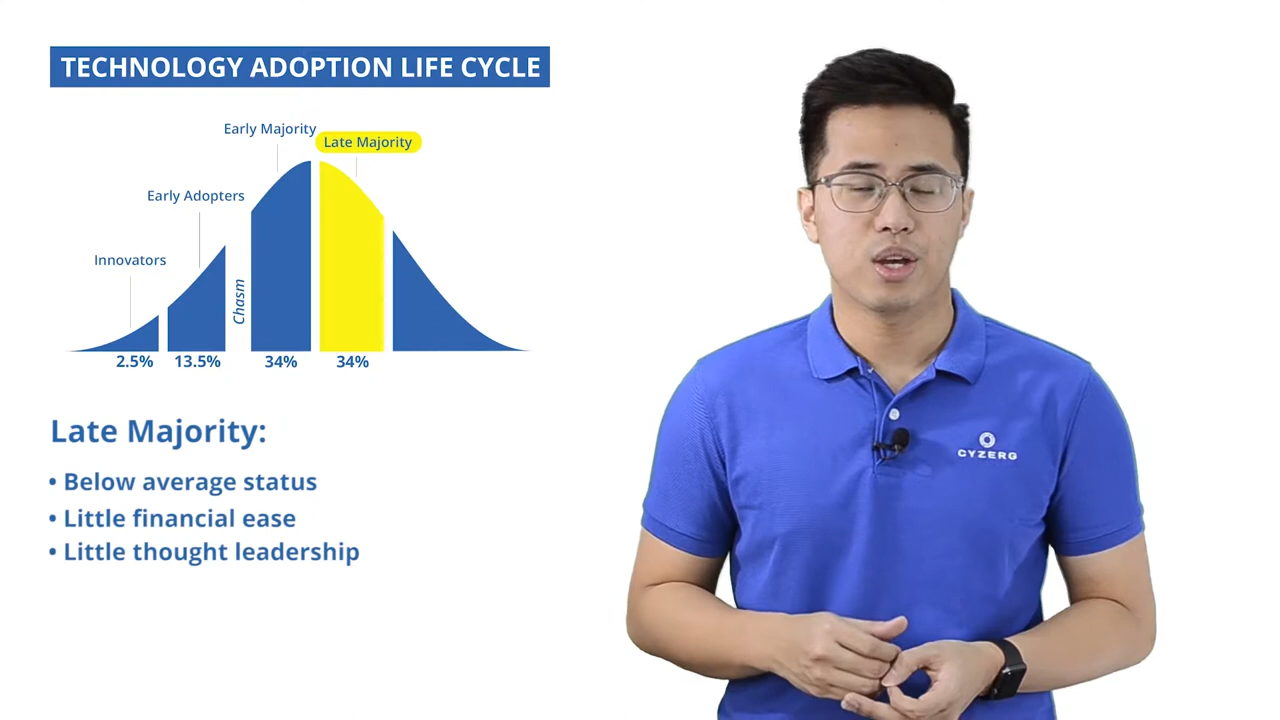 TECHNOLOGY ADOPTION LIFE CYCLE
Early Majority
Late Majority
Early Adopters
Innovators
Chasm
2.5% 13.5% 34% 34%
Late Majority:
• Below average status
• Little financial ease
• Little thought leadership
CYZERG